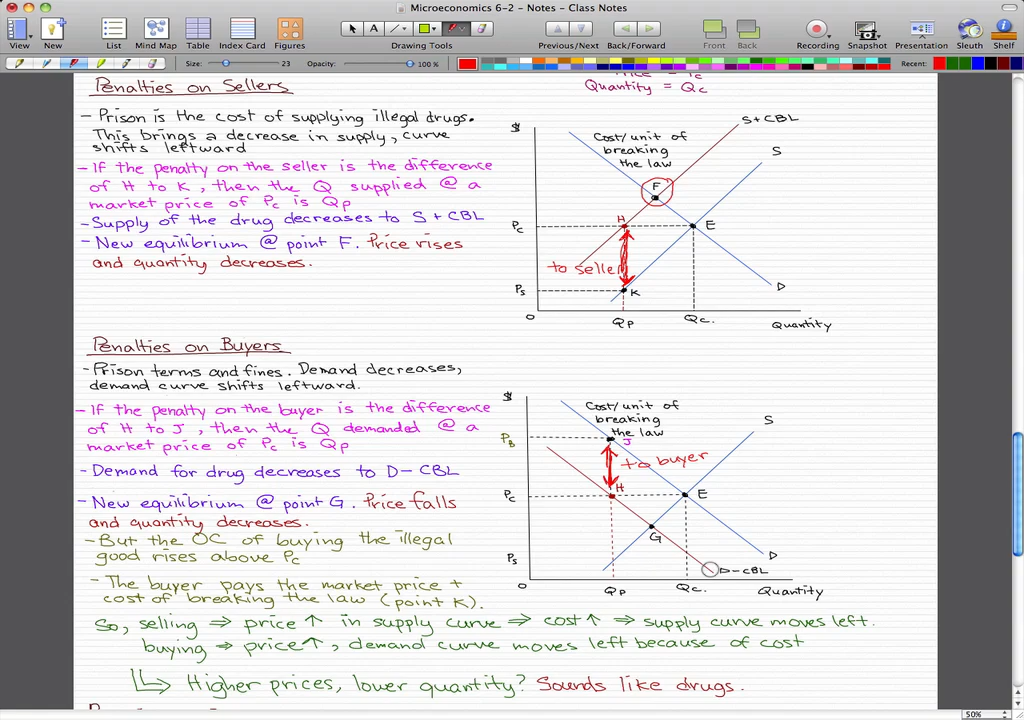 Microeconomics 6-2 - Notes - Class Notes
View New List Mind Map Table Index Card Figures Drawing Tools Previous/Next Back/Forward Front Back Recording Snapshot Presentation Sleuth Shelf
Size: 23 Opacity: 100 % Recent:
Penalties on Sellers
Quantity = Qc
- Prison is the cost of supplying illegal drugs.
This brings a decrease in supply, curve
shifts leftward
- If the penalty on the seller is the difference
of H to K, then the Q supplied @ a
market price of Pc is Qp
- Supply of the drug decreases to S + CBL
- New equilibrium @ point F. Price rises
and quantity decreases.
$
Cost/unit of
breaking
the law
S + CBL
S
F
Pc
H
E
to seller
Ps
K
D
O
Qp
Qc.
Quantity
Penalties on Buyers
- Prison terms and fines. Demand decreases,
demand curve shifts leftward.
- If the penalty on the buyer is the difference
of H to J, then the Q demanded @ a
market price of Pc is Qp
- Demand for drug decreases to D - CBL
- New equilibrium @ point G. Price falls
and quantity decreases.
- But the OC of buying the illegal
good rises above Pc
- The buyer pays the market price +
cost of breaking the law (point K).
$
Cost/unit of
breaking
the law
S
PB
J
to buyer
Pc
H
E
G
Ps
D
D-CBL
O
Qp
Qc.
Quantity
So, selling ⇒ price ↑ in supply curve ⇒ cost ↑ ⇒ supply curve moves left.
buying ⇒ price ↑, demand curve moves left because of cost
Higher prices, lower quantity? Sounds like drugs.
50%